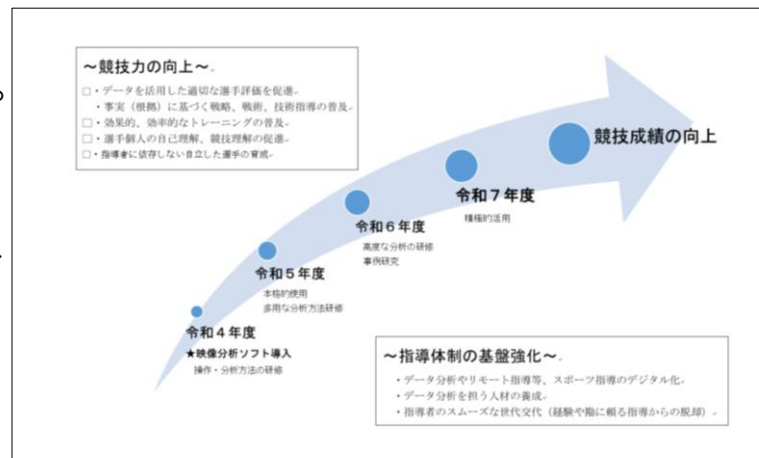 ～競技力の向上～
□・データを活用した適切な選手評価を促進
・事実（根拠）に基づく戦略、戦術、技術指導の普及
□・効果的、効率的なトレーニングの普及
□・選手個人の自己理解、競技理解の促進
□・指導者に依存しない自立した選手の育成
競技成績の向上
令和７年度
積極的活用
令和６年度
高度な分析の研修
事例研究
令和５年度
本格的使用
多用な分析方法研修
令和４年度
★映像分析ソフト導入
操作・分析方法の研修
～指導体制の基盤強化～
・データ分析やリモート指導等、スポーツ指導のデジタル化
・データ分析を担う人材の養成
・指導者のスムーズな世代交代（経験や勘に頼る指導からの脱却）